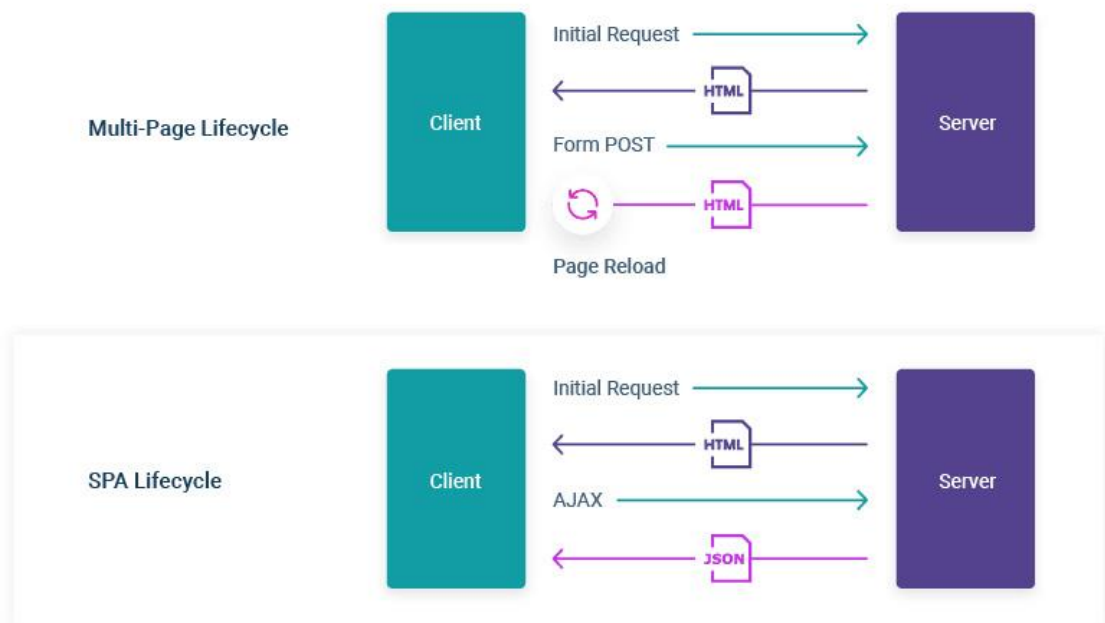 Initial Request
HTML
Multi-Page Lifecycle
Client
Server
Form POST
HTML
Page Reload
Initial Request
HTML
SPA Lifecycle
Client
Server
AJAX
JSON